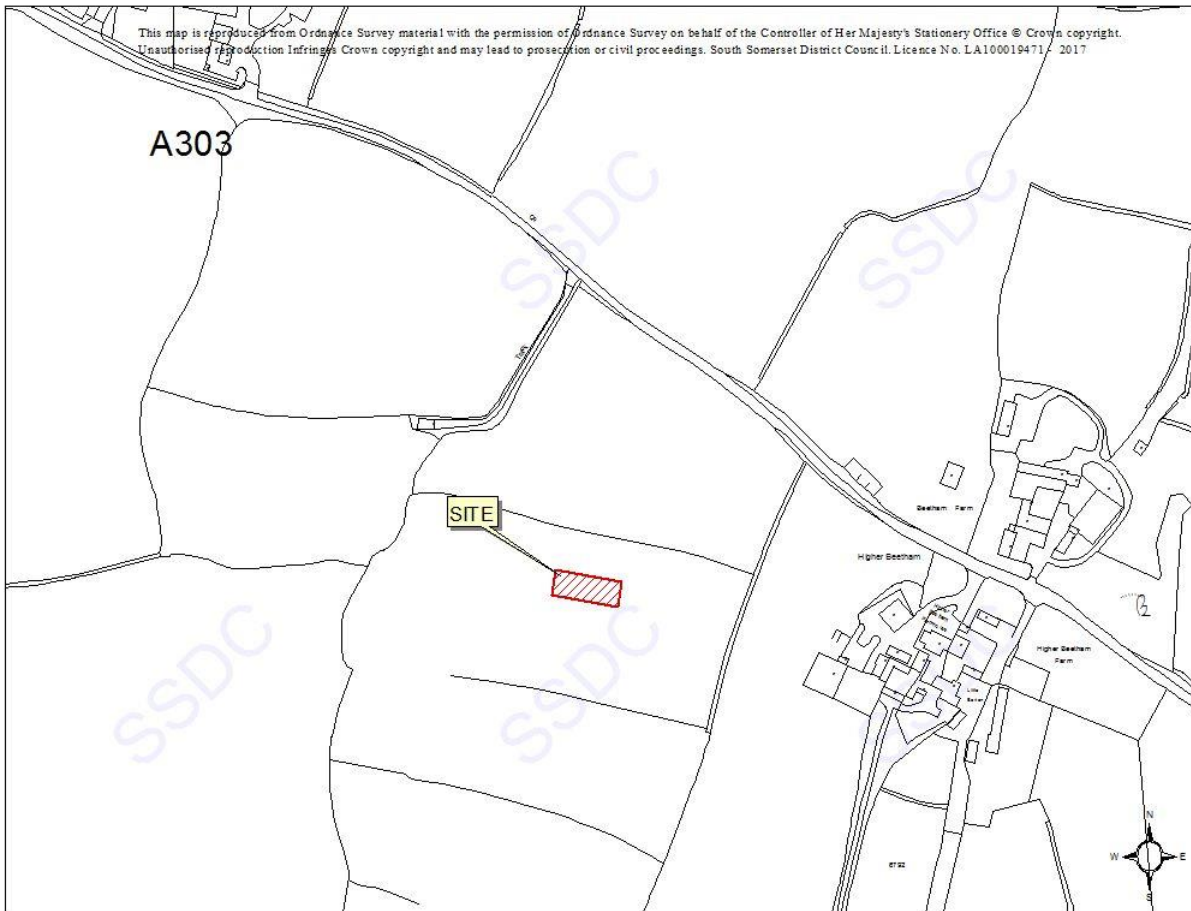 This map is reproduced from Ordnance Survey material with the permission of Ordnance Survey on behalf of the Controller of Her Majesty's Stationery Office © Crown copyright.
Unauthorised reproduction Infringes Crown copyright and may lead to prosecution or civil proceedings. South Somerset District Council. Licence No. LA100019471 - 2017
A303
SSDC
SSDC
Track
SITE
Beetham Farm
Higher Beetham
Higher Beetham
Farm
SSDC
SSDC
SSDC
6792
N
W
E
S